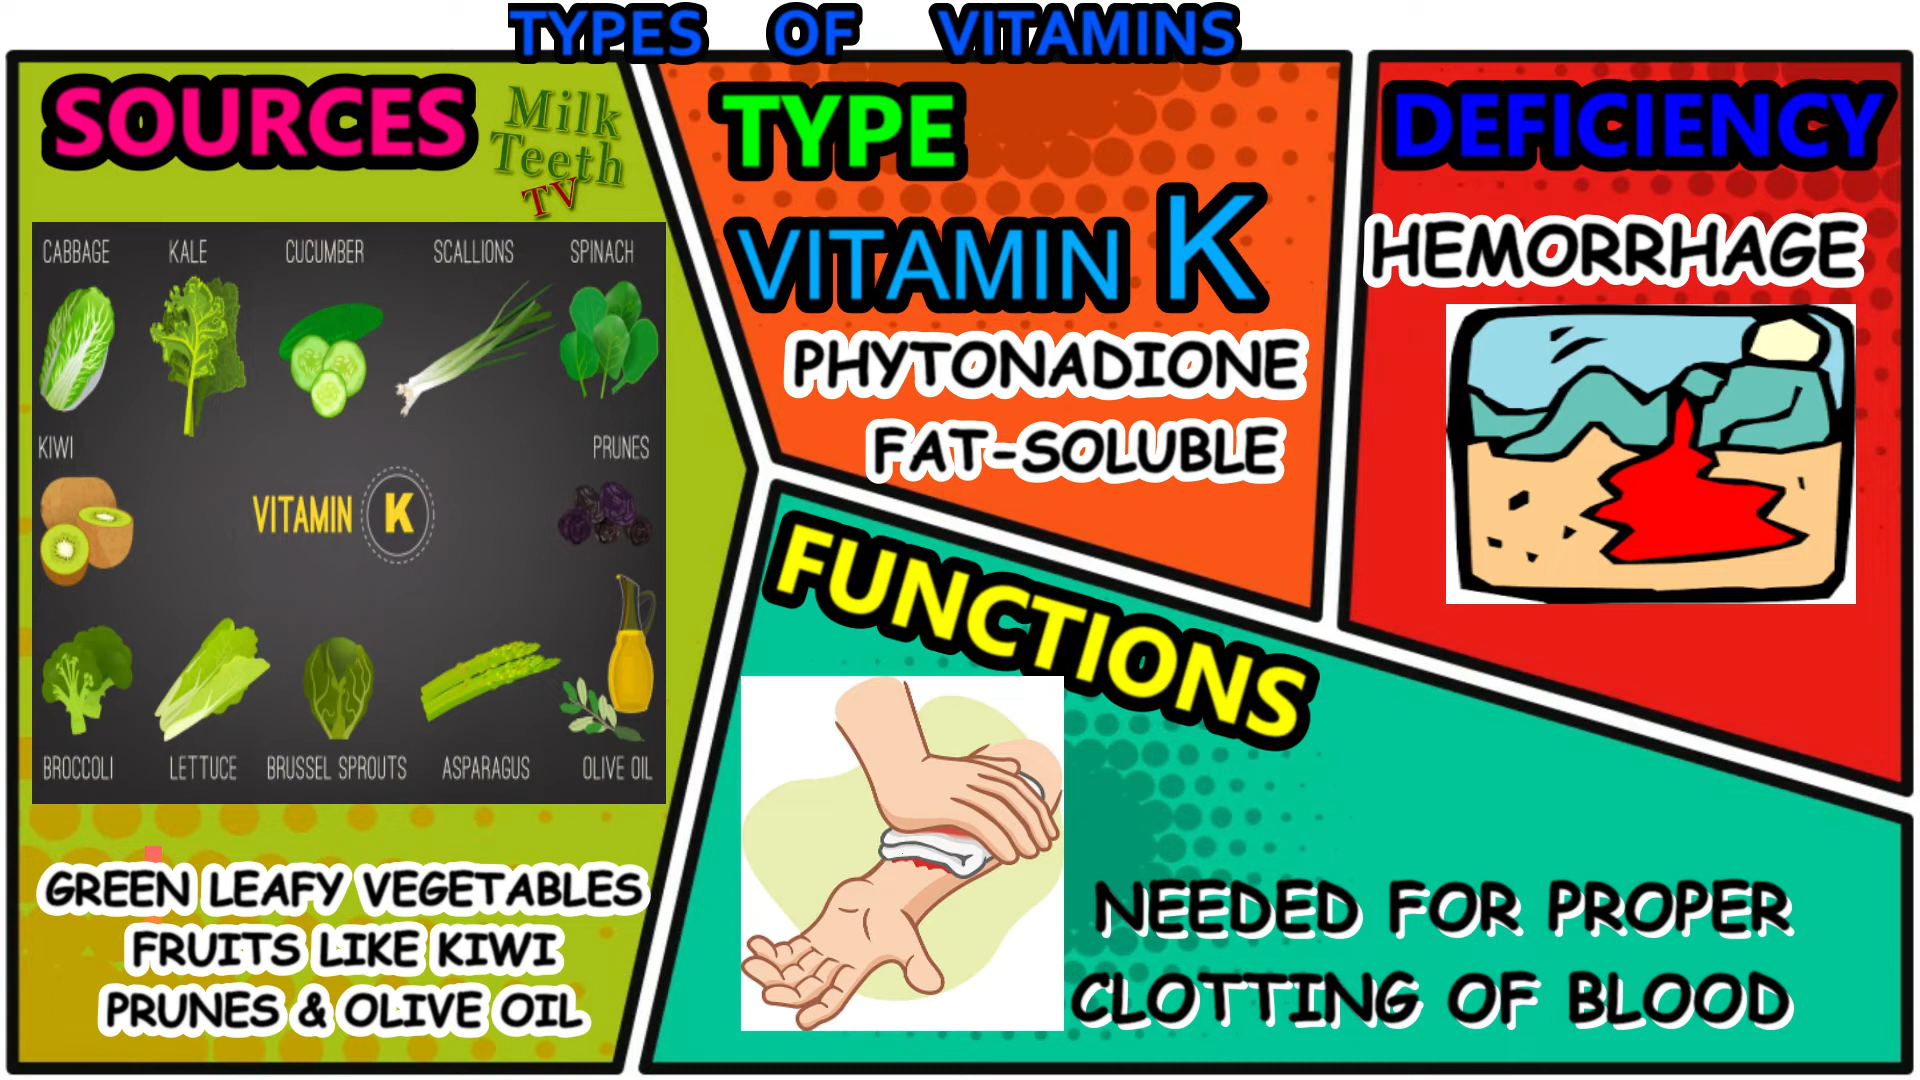 TYPES OF VITAMINS
SOURCES
Milk
Teeth
TV
CABBAGE KALE CUCUMBER SCALLIONS SPINACH
KIWI PRUNES
VITAMIN K
BROCCOLI LETTUCE BRUSSEL SPROUTS ASPARAGUS OLIVE OIL
GREEN LEAFY VEGETABLES
FRUITS LIKE KIWI
PRUNES & OLIVE OIL
TYPE
VITAMIN K
PHYTONADIONE
FAT-SOLUBLE
DEFICIENCY
HEMORRHAGE
FUNCTIONS
NEEDED FOR PROPER
CLOTTING OF BLOOD